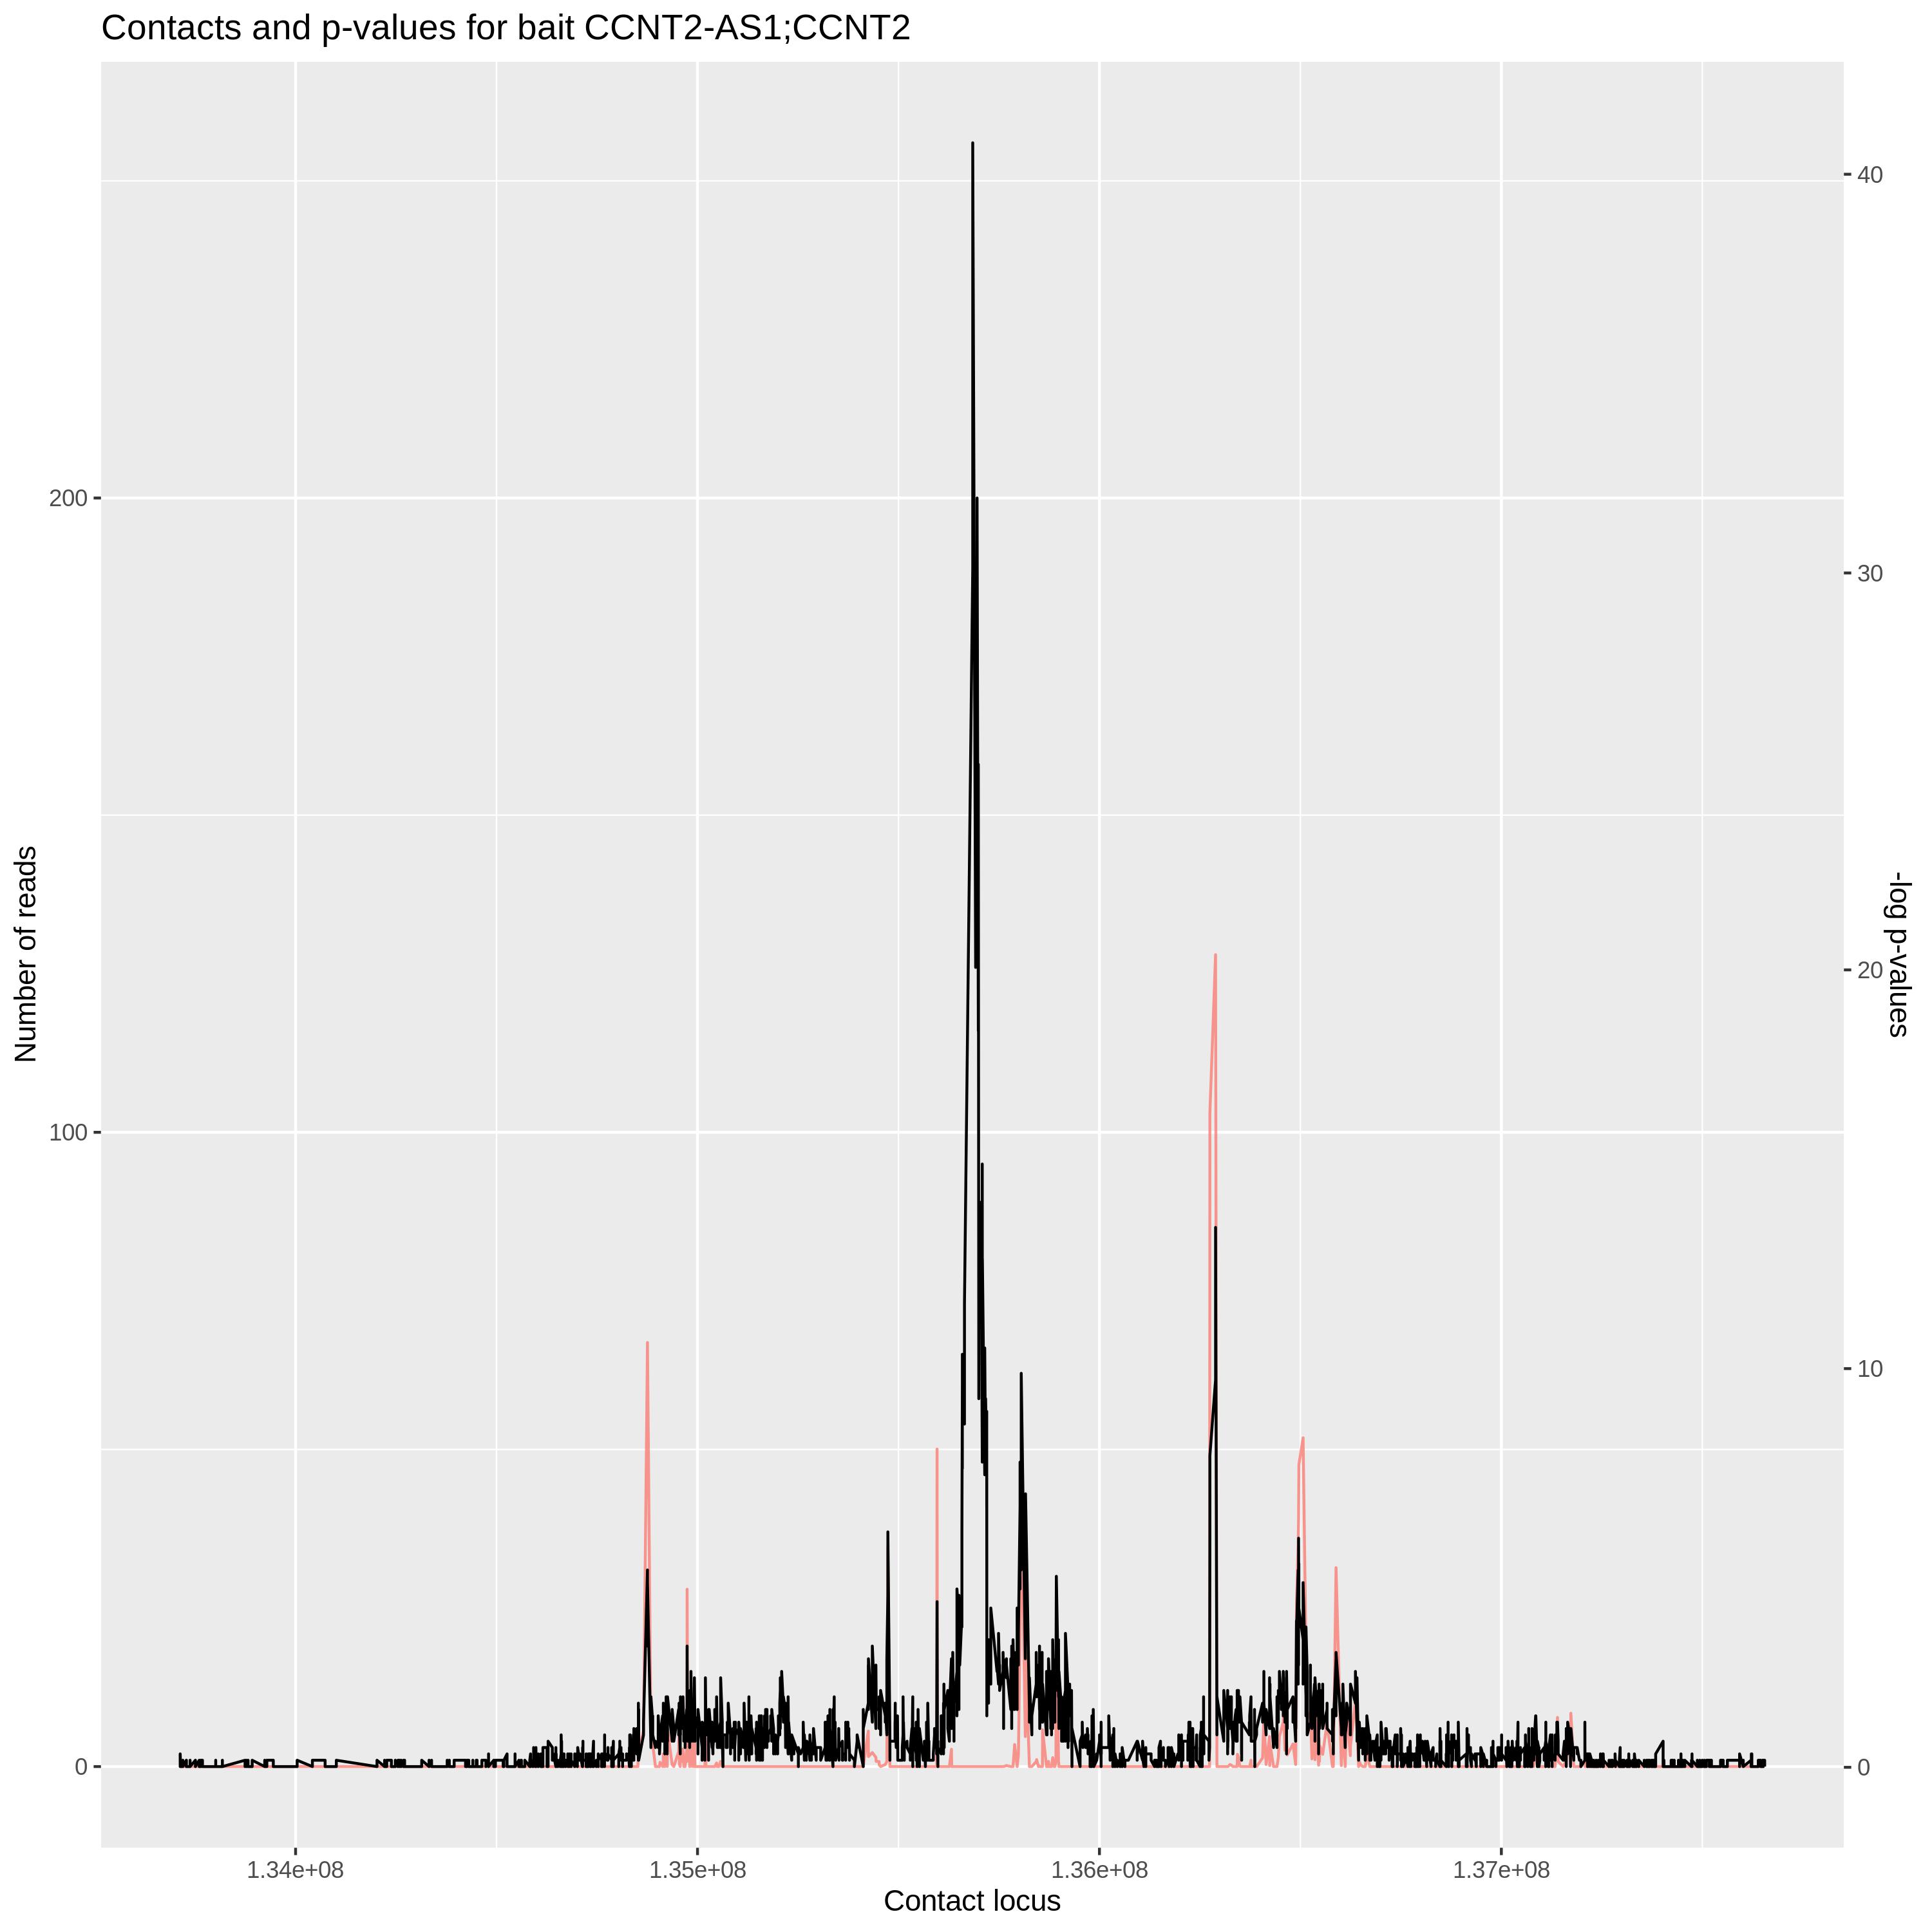 Contacts and p-values for bait CCNT2-AS1;CCNT2
Number of reads
200
100
0
40
30
20
10
0
-log p-values
1.34e+08
1.35e+08
1.36e+08
1.37e+08
Contact locus